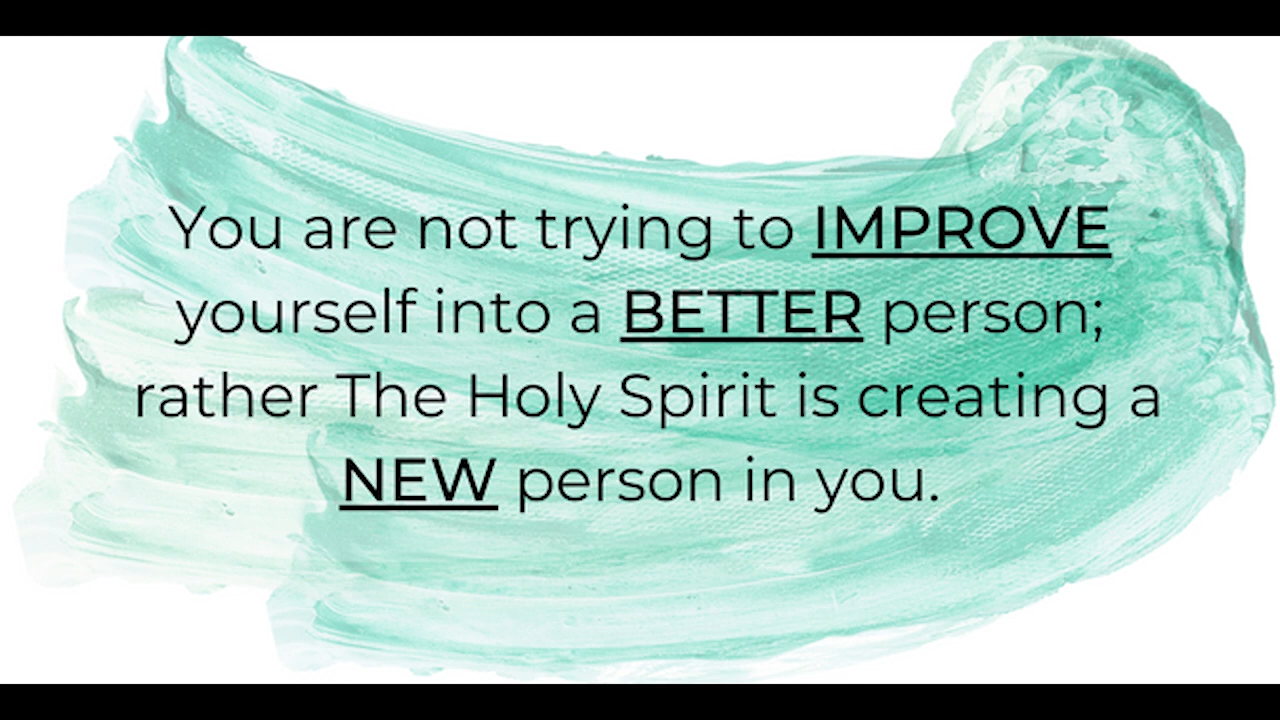 You are not trying to IMPROVE
yourself into a BETTER person;
rather The Holy Spirit is creating a
NEW person in you.